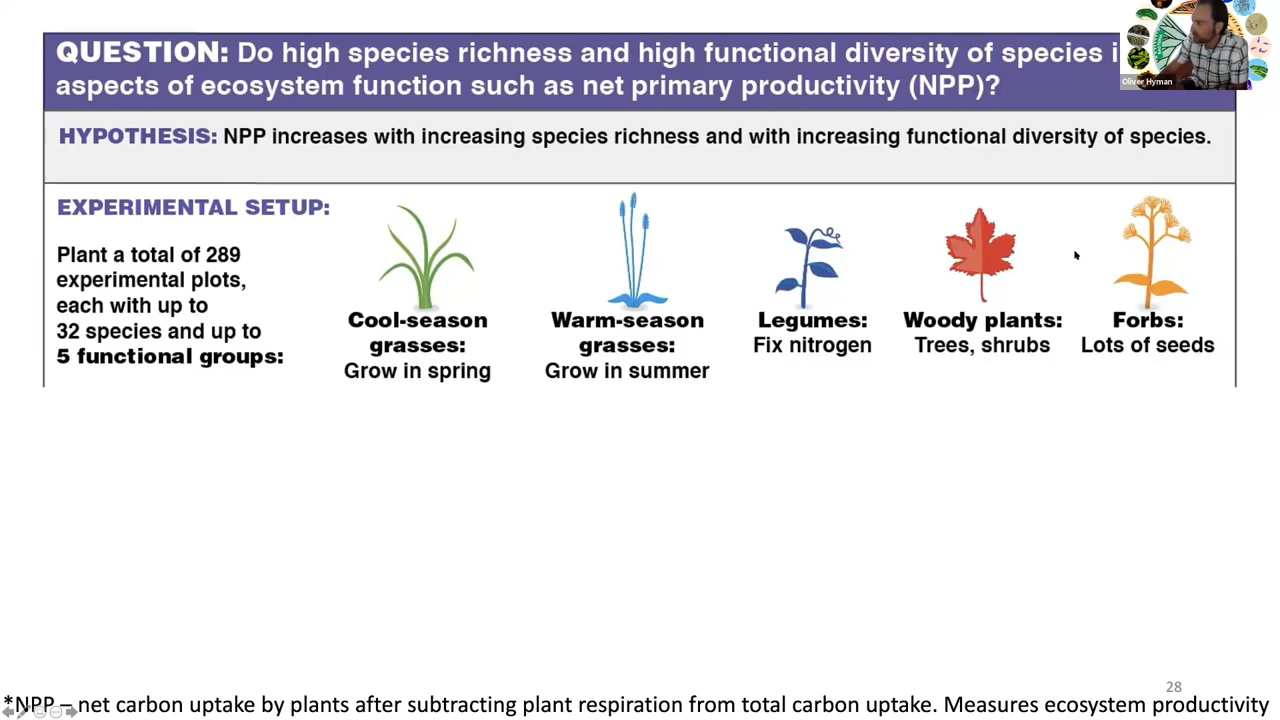 QUESTION: Do high species richness and high functional diversity of species i
aspects of ecosystem function such as net primary productivity (NPP)?
Oliver Hyman
HYPOTHESIS: NPP increases with increasing species richness and with increasing functional diversity of species.
EXPERIMENTAL SETUP:
Plant a total of 289
experimental plots,
each with up to
32 species and up to
5 functional groups:
Cool-season
grasses:
Grow in spring
Warm-season
grasses:
Grow in summer
Legumes:
Fix nitrogen
Woody plants:
Trees, shrubs
Forbs:
Lots of seeds
28
*NPP – net carbon uptake by plants after subtracting plant respiration from total carbon uptake. Measures ecosystem productivity